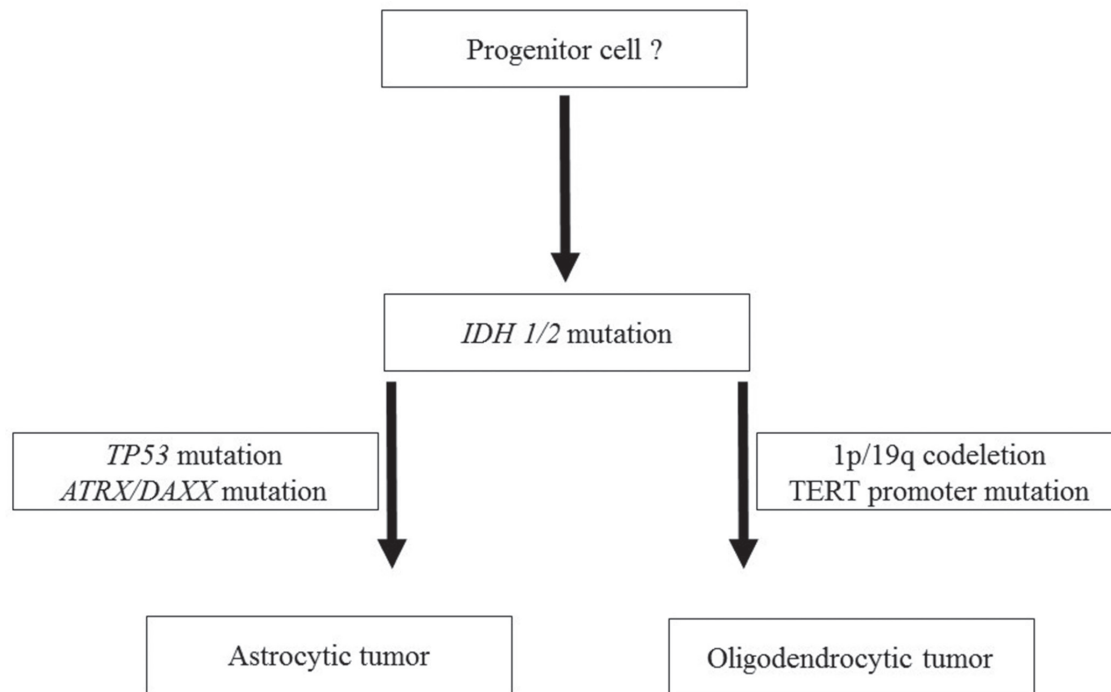 Progenitor cell ?
IDH 1/2 mutation
TP53 mutation
ATRX/DAXX mutation
1p/19q codeletion
TERT promoter mutation
Astrocytic tumor
Oligodendrocytic tumor